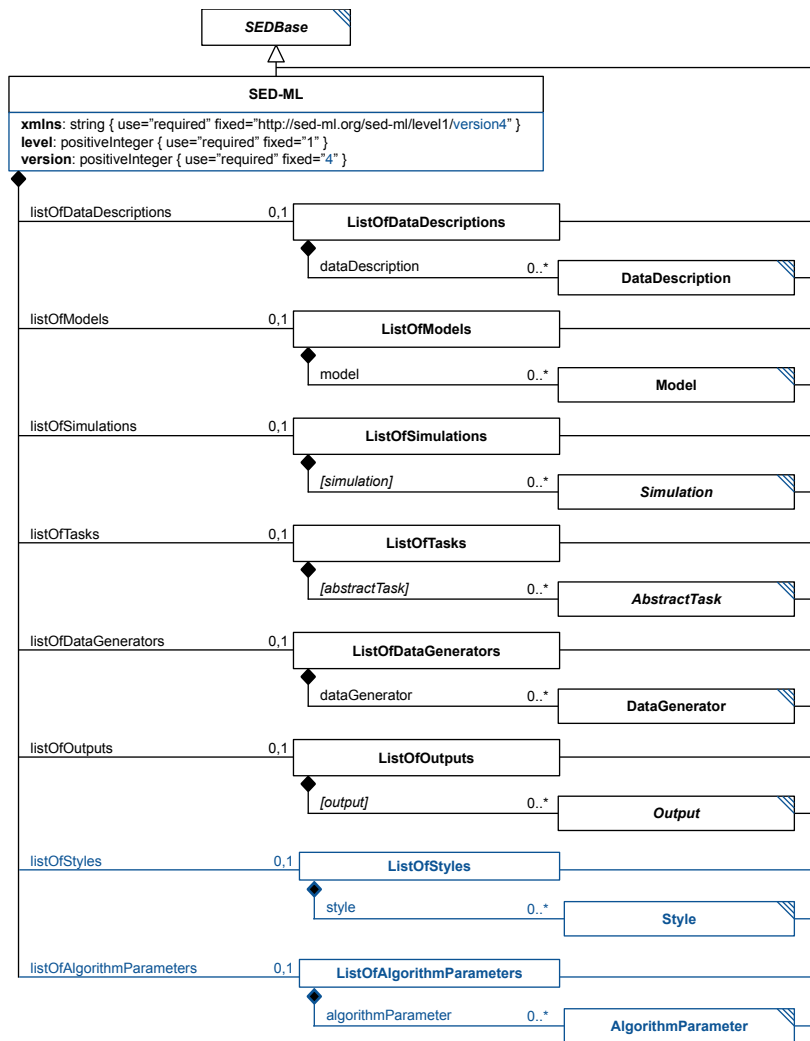 SEDBase
SED-ML
xmlns: string { use="required" fixed="http://sed-ml.org/sed-ml/level1/version4" }
level: positiveInteger { use="required" fixed="1" }
version: positiveInteger { use="required" fixed="4" }
listOfDataDescriptions 0,1 ListOfDataDescriptions
dataDescription 0..* DataDescription
listOfModels 0,1 ListOfModels
model 0..* Model
listOfSimulations 0,1 ListOfSimulations
[simulation] 0..* Simulation
listOfTasks 0,1 ListOfTasks
[abstractTask] 0..* AbstractTask
listOfDataGenerators 0,1 ListOfDataGenerators
dataGenerator 0..* DataGenerator
listOfOutputs 0,1 ListOfOutputs
[output] 0..* Output
listOfStyles 0,1 ListOfStyles
style 0..* Style
listOfAlgorithmParameters 0,1 ListOfAlgorithmParameters
algorithmParameter 0..* AlgorithmParameter